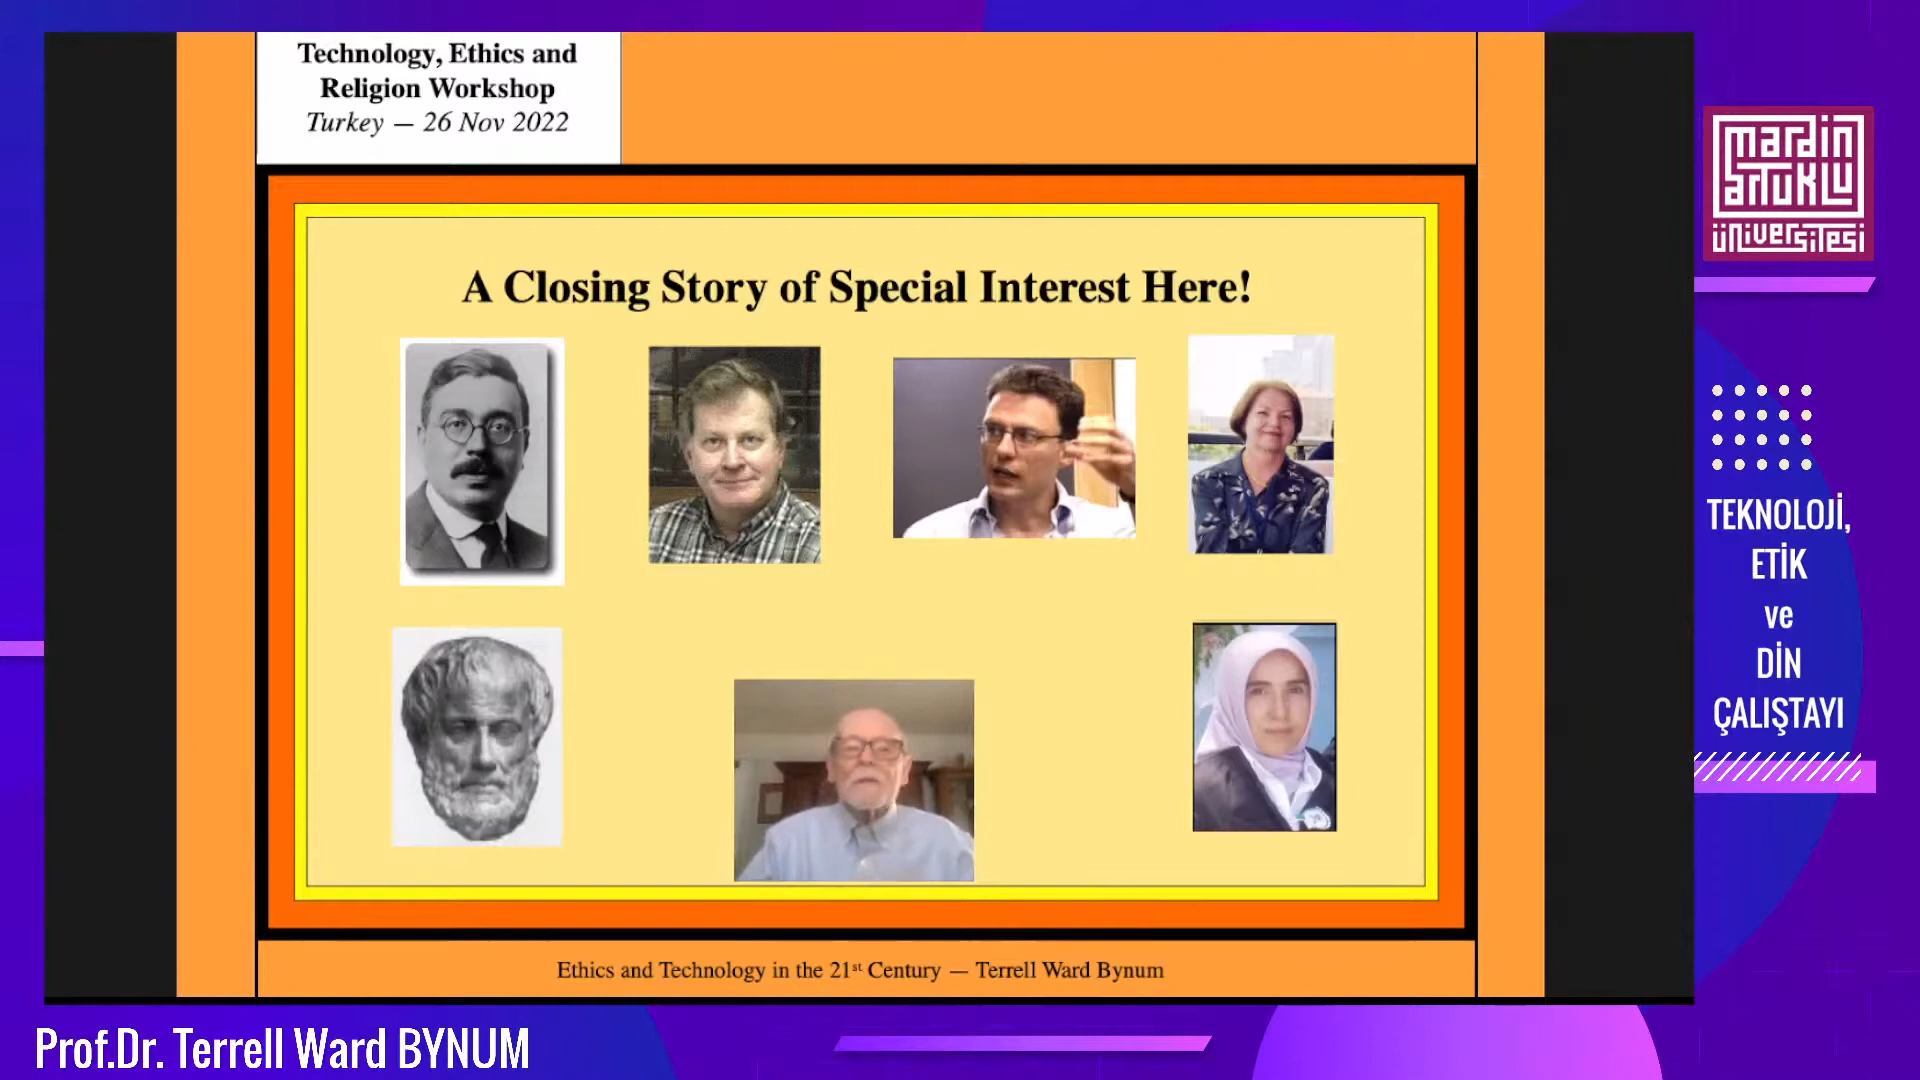 Technology, Ethics and
Religion Workshop
Turkey — 26 Nov 2022
A Closing Story of Special Interest Here!
Ethics and Technology in the 21st Century — Terrell Ward Bynum
mardin
artuklu
üniversitesi
TEKNOLOJİ,
ETİK
ve
DİN
ÇALIŞTAYI
Prof.Dr. Terrell Ward BYNUM